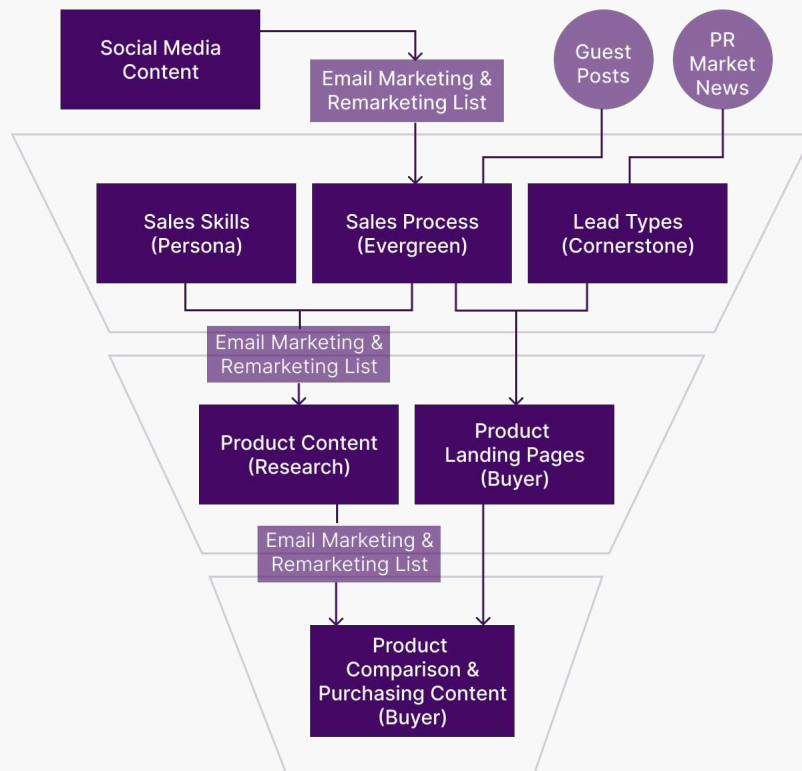 Social Media
Content
Email Marketing &
Remarketing List
Guest
Posts
PR
Market
News
Sales Skills
(Persona)
Sales Process
(Evergreen)
Lead Types
(Cornerstone)
Email Marketing &
Remarketing List
Product Content
(Research)
Product
Landing Pages
(Buyer)
Email Marketing &
Remarketing List
Product
Comparison &
Purchasing Content
(Buyer)